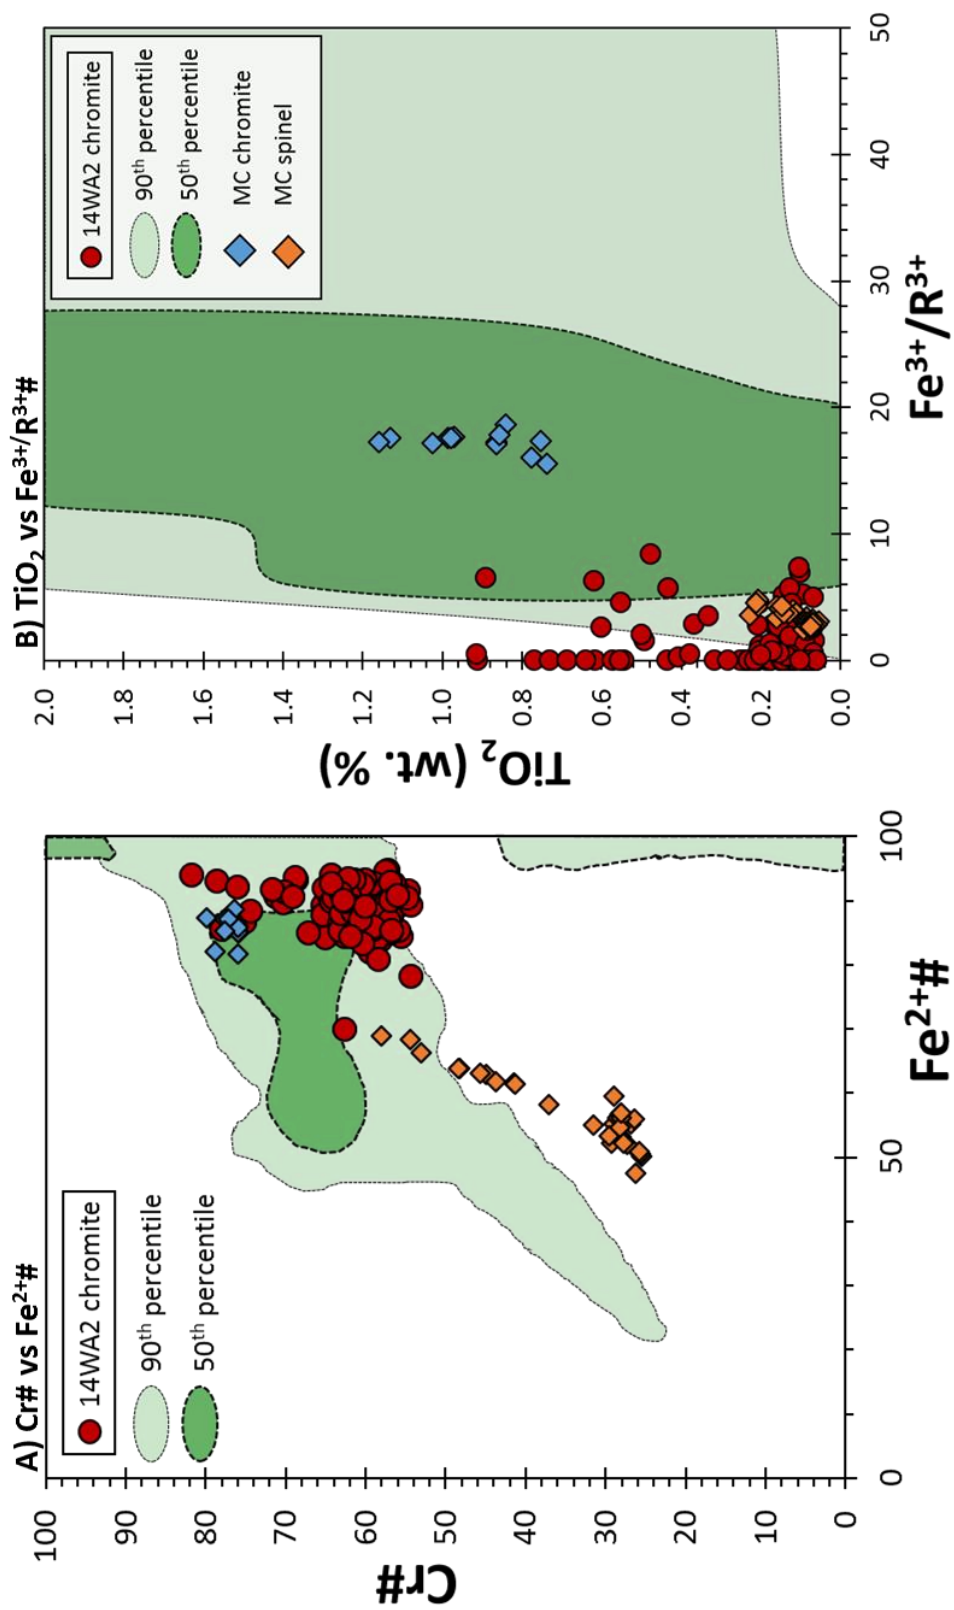 A) Cr# vs Fe2+#
14WA2 chromite
90th percentile
50th percentile
100
90
80
70
60
50
40
30
20
10
0
Cr#
0
50
100
Fe2+#
B) TiO2 vs Fe3+/R3+#
14WA2 chromite
90th percentile
50th percentile
MC chromite
MC spinel
2.0
1.8
1.6
1.4
1.2
1.0
0.8
0.6
0.4
0.2
0.0
TiO2 (wt. %)
0
10
20
30
40
50
Fe3+/R3+